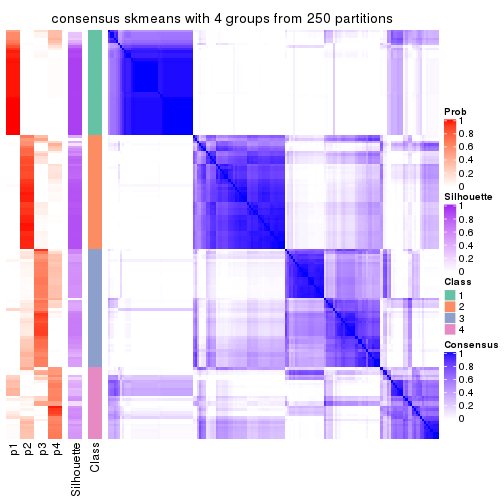 consensus skmeans with 4 groups from 250 partitions
Prob
1
0.8
0.6
0.4
0.2
0
Silhouette
1
0.8
0.6
0.4
0.2
0
Class
1
2
3
4
Consensus
1
0.8
0.6
0.4
0.2
0
p1
p2
p3
p4
Silhouette
Class